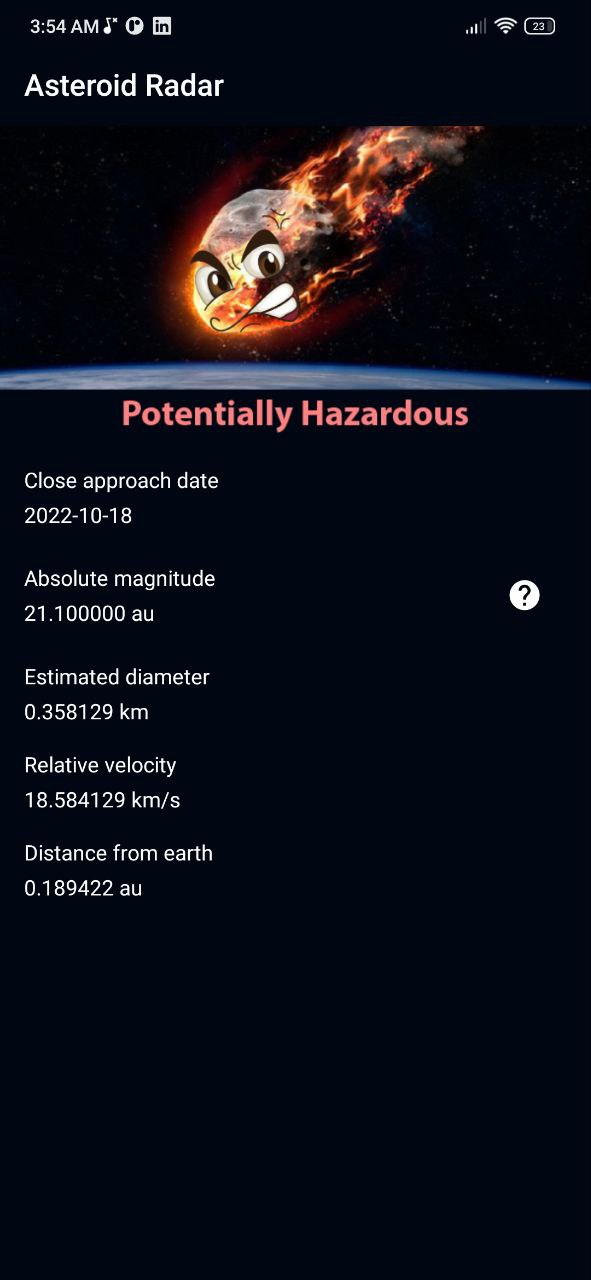 3:54 AM
in
23
Asteroid Radar
Potentially Hazardous
Close approach date
2022-10-18
Absolute magnitude
21.100000 au
?
Estimated diameter
0.358129 km
Relative velocity
18.584129 km/s
Distance from earth
0.189422 au